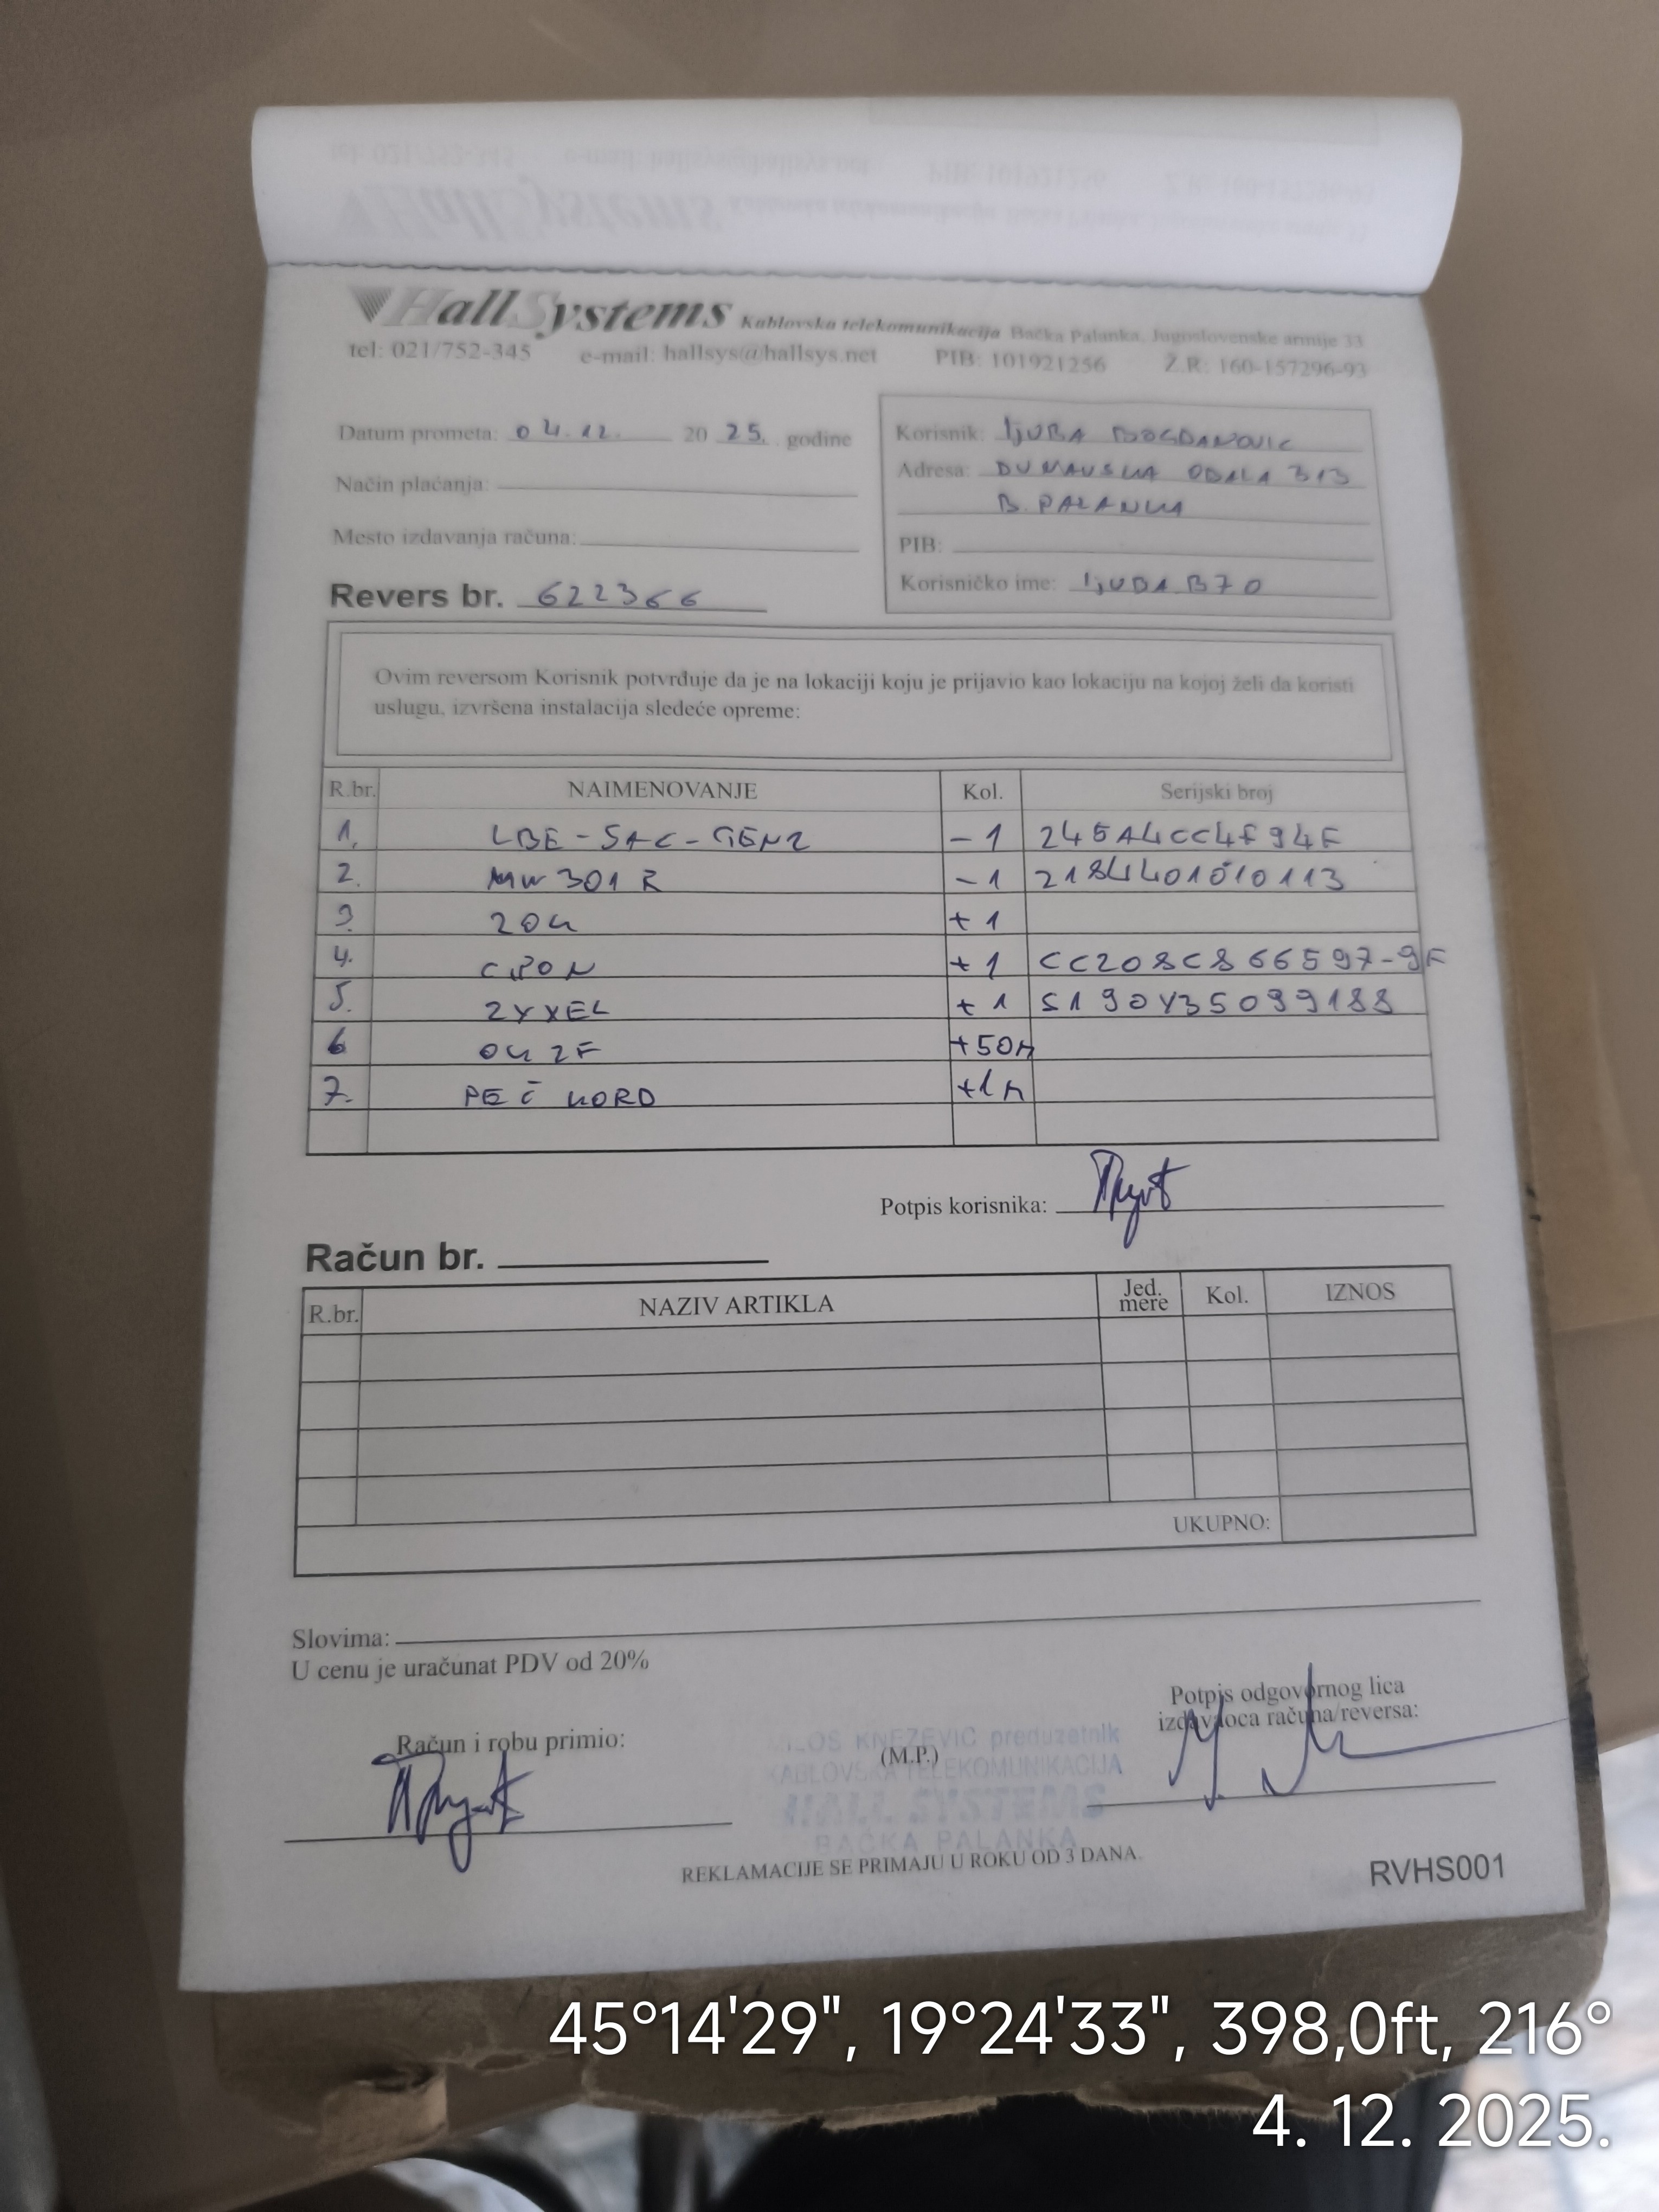 Hall Systems Kablovska telekomunikacija Bačka Palanka, Jugoslovenske armije 33
tel: 021/752-345 e-mail: hallsys@hallsys.net PIB: 101921256 Ž.R: 160-157296-93
Datum prometa: 04.12. 20 25. godine
Način plaćanja:
Mesto izdavanja računa:
Revers br. 622366
Korisnik: ljUBA BOGDANOVIC
Adresa: DUNAVSKA OBALA 313
B. PALANKA
PIB:
Korisničko ime: ljUBAB70
Ovim reversom Korisnik potvrđuje da je na lokaciji koju je prijavio kao lokaciju na kojoj želi da koristi
uslugu, izvršena instalacija sledeće opreme:
R.br. NAIMENOVANJE Kol. Serijski broj
1. LBE-5AC-GEN2 -1 245A4CC4F94F
2. MW301R -1 2184401010113
3. ZOK +1
4. GPON +1 CC208C866597-9F
5. ZYXEL +1 S190Y35099188
6 OK 2F +50M
7. PEČ KORD +1M
Potpis korisnika:
Račun br.
R.br. NAZIV ARTIKLA Jed. mere Kol. IZNOS
UKUPNO:
Slovima:
U cenu je uračunat PDV od 20%
Račun i robu primio:
(M.P.)
Potpis odgovornog lica
izdavaoca računa/reversa:
KNEZEVIC preduzetnik
KABLOVSKA TELEKOMUNIKACIJA
HALL SYSTEMS
BAČKA PALANKA
REKLAMACIJE SE PRIMAJU U ROKU OD 3 DANA.
RVHS001
45°14'29", 19°24'33", 398,0ft, 216°
4. 12. 2025.